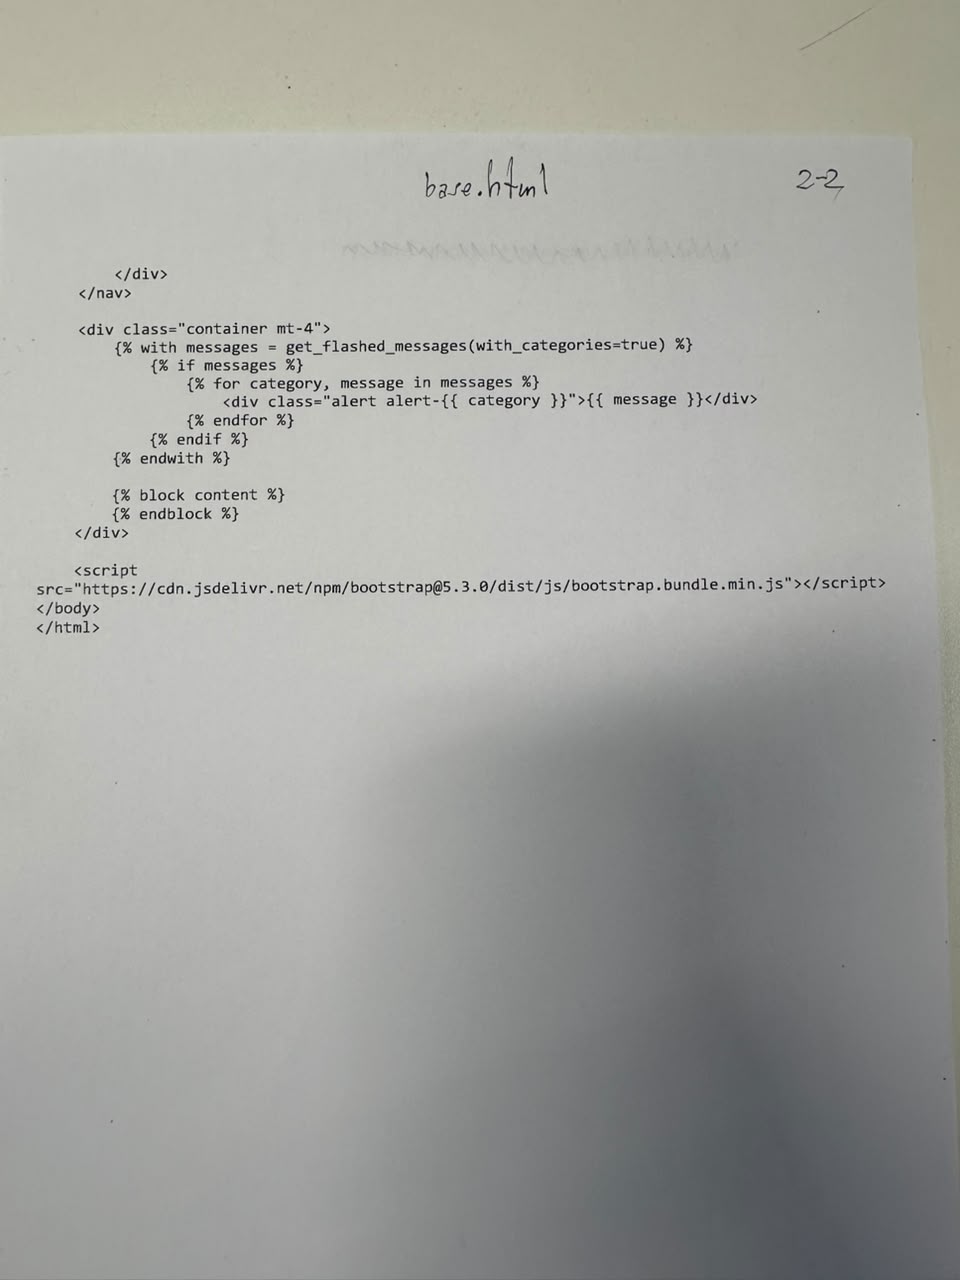 base.html 2-2
        </div>
    </nav>

    <div class="container mt-4">
        {% with messages = get_flashed_messages(with_categories=true) %}
            {% if messages %}
                {% for category, message in messages %}
                    <div class="alert alert-{{ category }}">{{ message }}</div>
                {% endfor %}
            {% endif %}
        {% endwith %}

        {% block content %}
        {% endblock %}
    </div>

    <script
src="https://cdn.jsdelivr.net/npm/bootstrap@5.3.0/dist/js/bootstrap.bundle.min.js"></script>
</body>
</html>